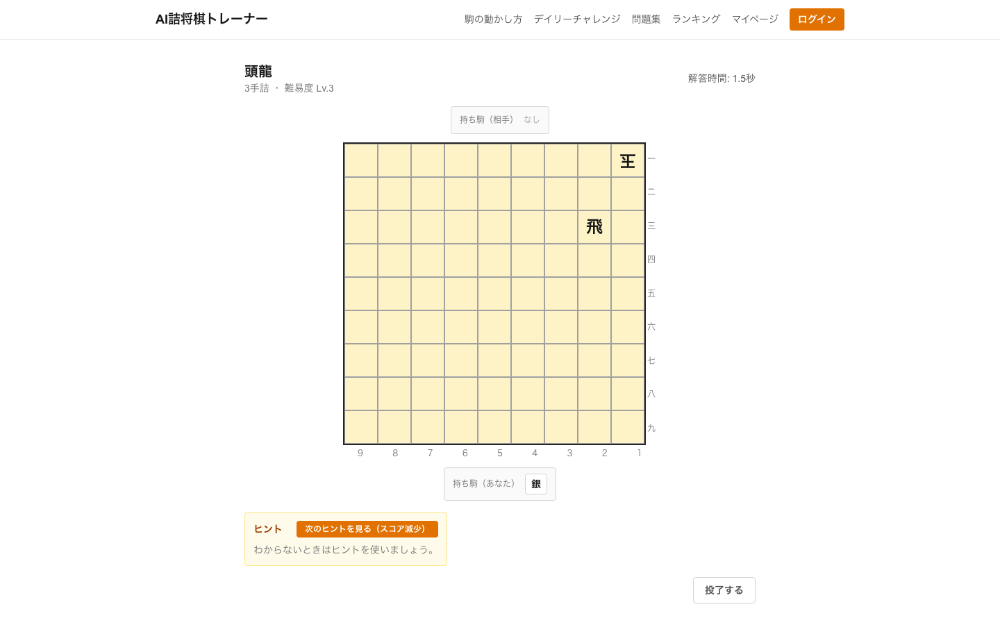 AI詰将棋トレーナー
駒の動かし方 デイリーチャレンジ 問題集 ランキング マイページ ログイン
頭龍
3手詰 ・ 難易度 Lv.3
解答時間: 1.5秒
持ち駒（相手） なし
王 一
二
飛 三
四
五
六
七
八
九
9 8 7 6 5 4 3 2 1
持ち駒（あなた） 銀
ヒント 次のヒントを見る（スコア減少）
わからないときはヒントを使いましょう。
投了する